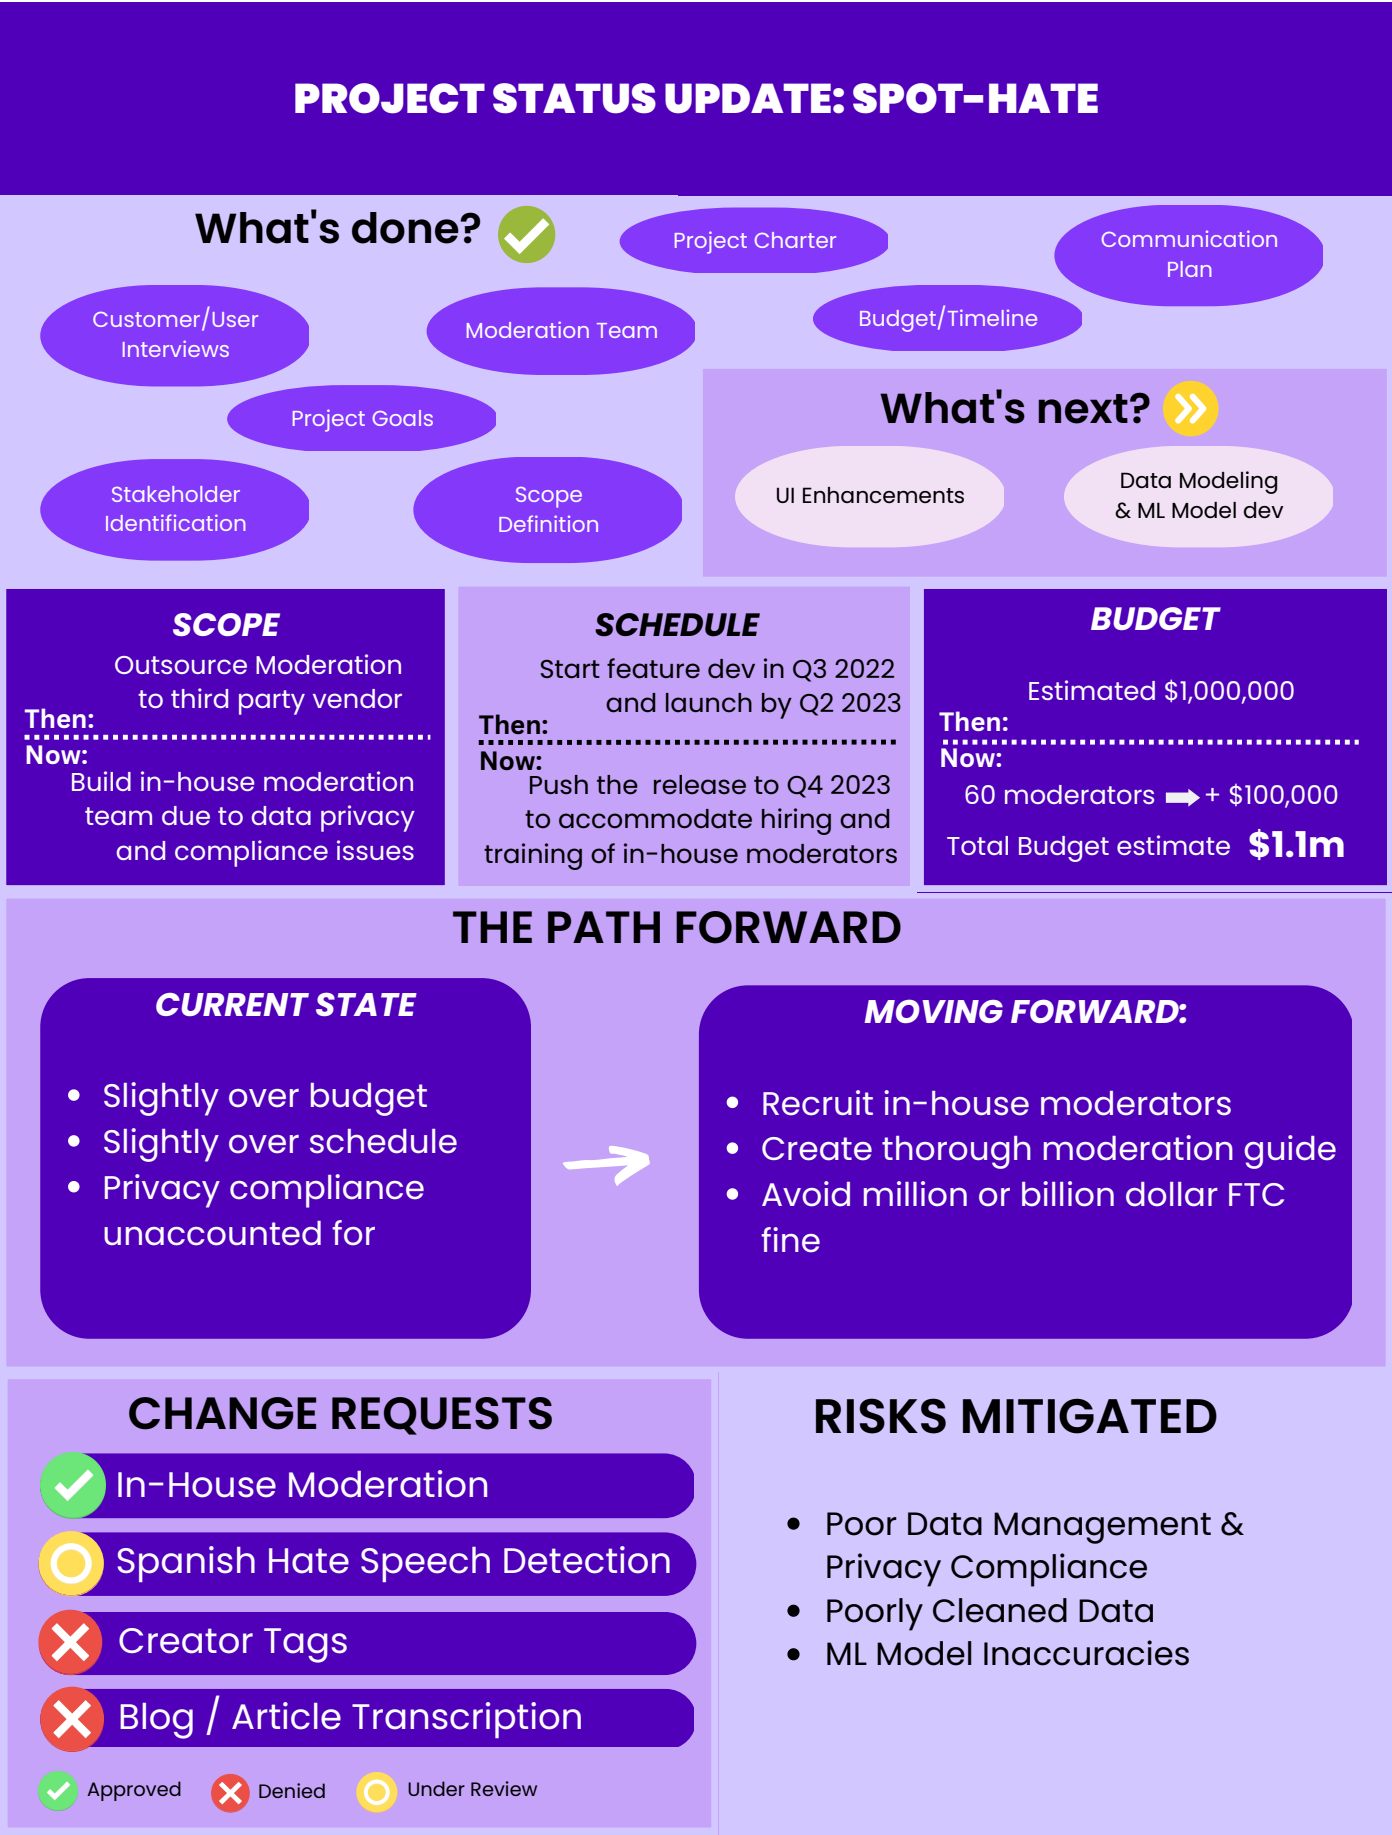 PROJECT STATUS UPDATE: SPOT-HATE
What's done?
Project Charter
Communication
Plan
Customer/User
Interviews
Moderation Team
Budget/Timeline
Project Goals
Stakeholder
Identification
Scope
Definition
What's next?
UI Enhancements
Data Modeling
& ML Model dev
SCOPE
Outsource Moderation
to third party vendor
Then:
Now:
Build in-house moderation
team due to data privacy
and compliance issues
SCHEDULE
Start feature dev in Q3 2022
and launch by Q2 2023
Then:
Now:
Push the  release to Q4 2023
to accommodate hiring and
training of in-house moderators
BUDGET
Estimated $1,000,000
Then:
Now:
60 moderators + $100,000
Total Budget estimate $1.1m
THE PATH FORWARD
CURRENT STATE
• Slightly over budget
• Slightly over schedule
• Privacy compliance
unaccounted for
MOVING FORWARD:
• Recruit in-house moderators
• Create thorough moderation guide
• Avoid million or billion dollar FTC
fine
CHANGE REQUESTS
In-House Moderation
Spanish Hate Speech Detection
Creator Tags
Blog / Article Transcription
Approved
Denied
Under Review
RISKS MITIGATED
• Poor Data Management &
Privacy Compliance
• Poorly Cleaned Data
• ML Model Inaccuracies